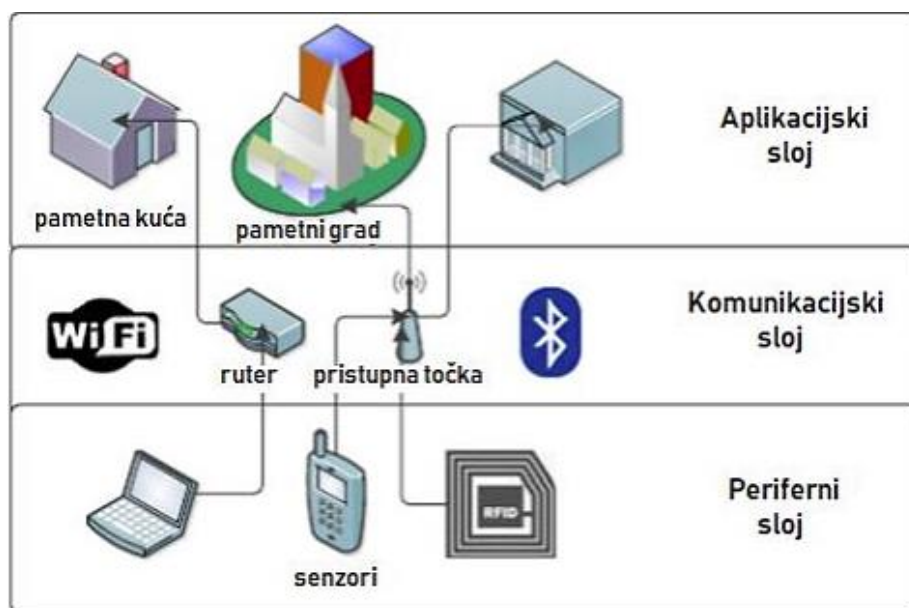 Aplikacijski
sloj
pametna kuća
pametni grad
Komunikacijski
sloj
WiFi
ruter
pristupna točka
Periferni
sloj
RFID
senzori